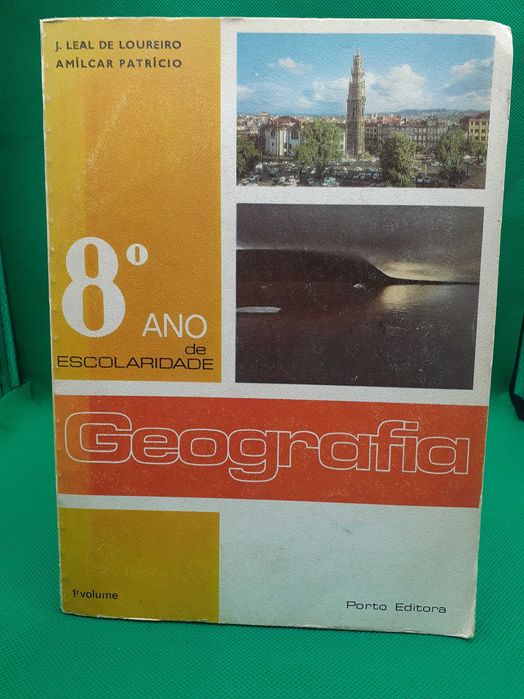 J. LEAL DE LOUREIRO
AMÍLCAR PATRÍCIO
8º ANO
de
ESCOLARIDADE
Geografia
1º volume
Porto Editora